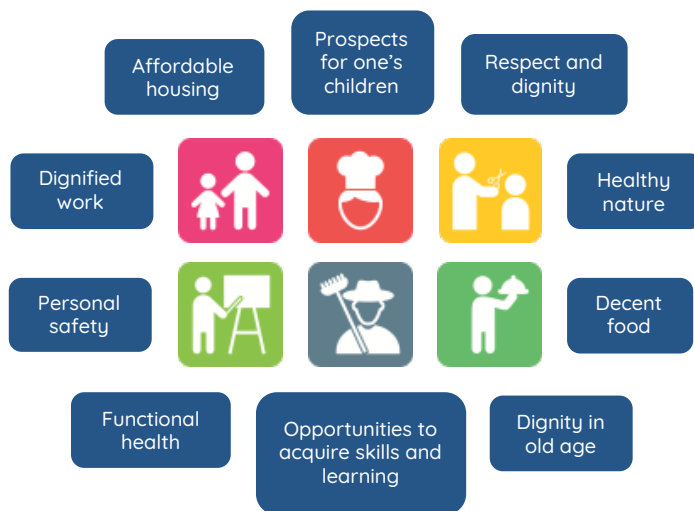 Affordable
housing
Prospects
for one's
children
Respect and
dignity
Dignified
work
Healthy
nature
Personal
safety
Decent
food
Functional
health
Opportunities to
acquire skills and
learning
Dignity in
old age